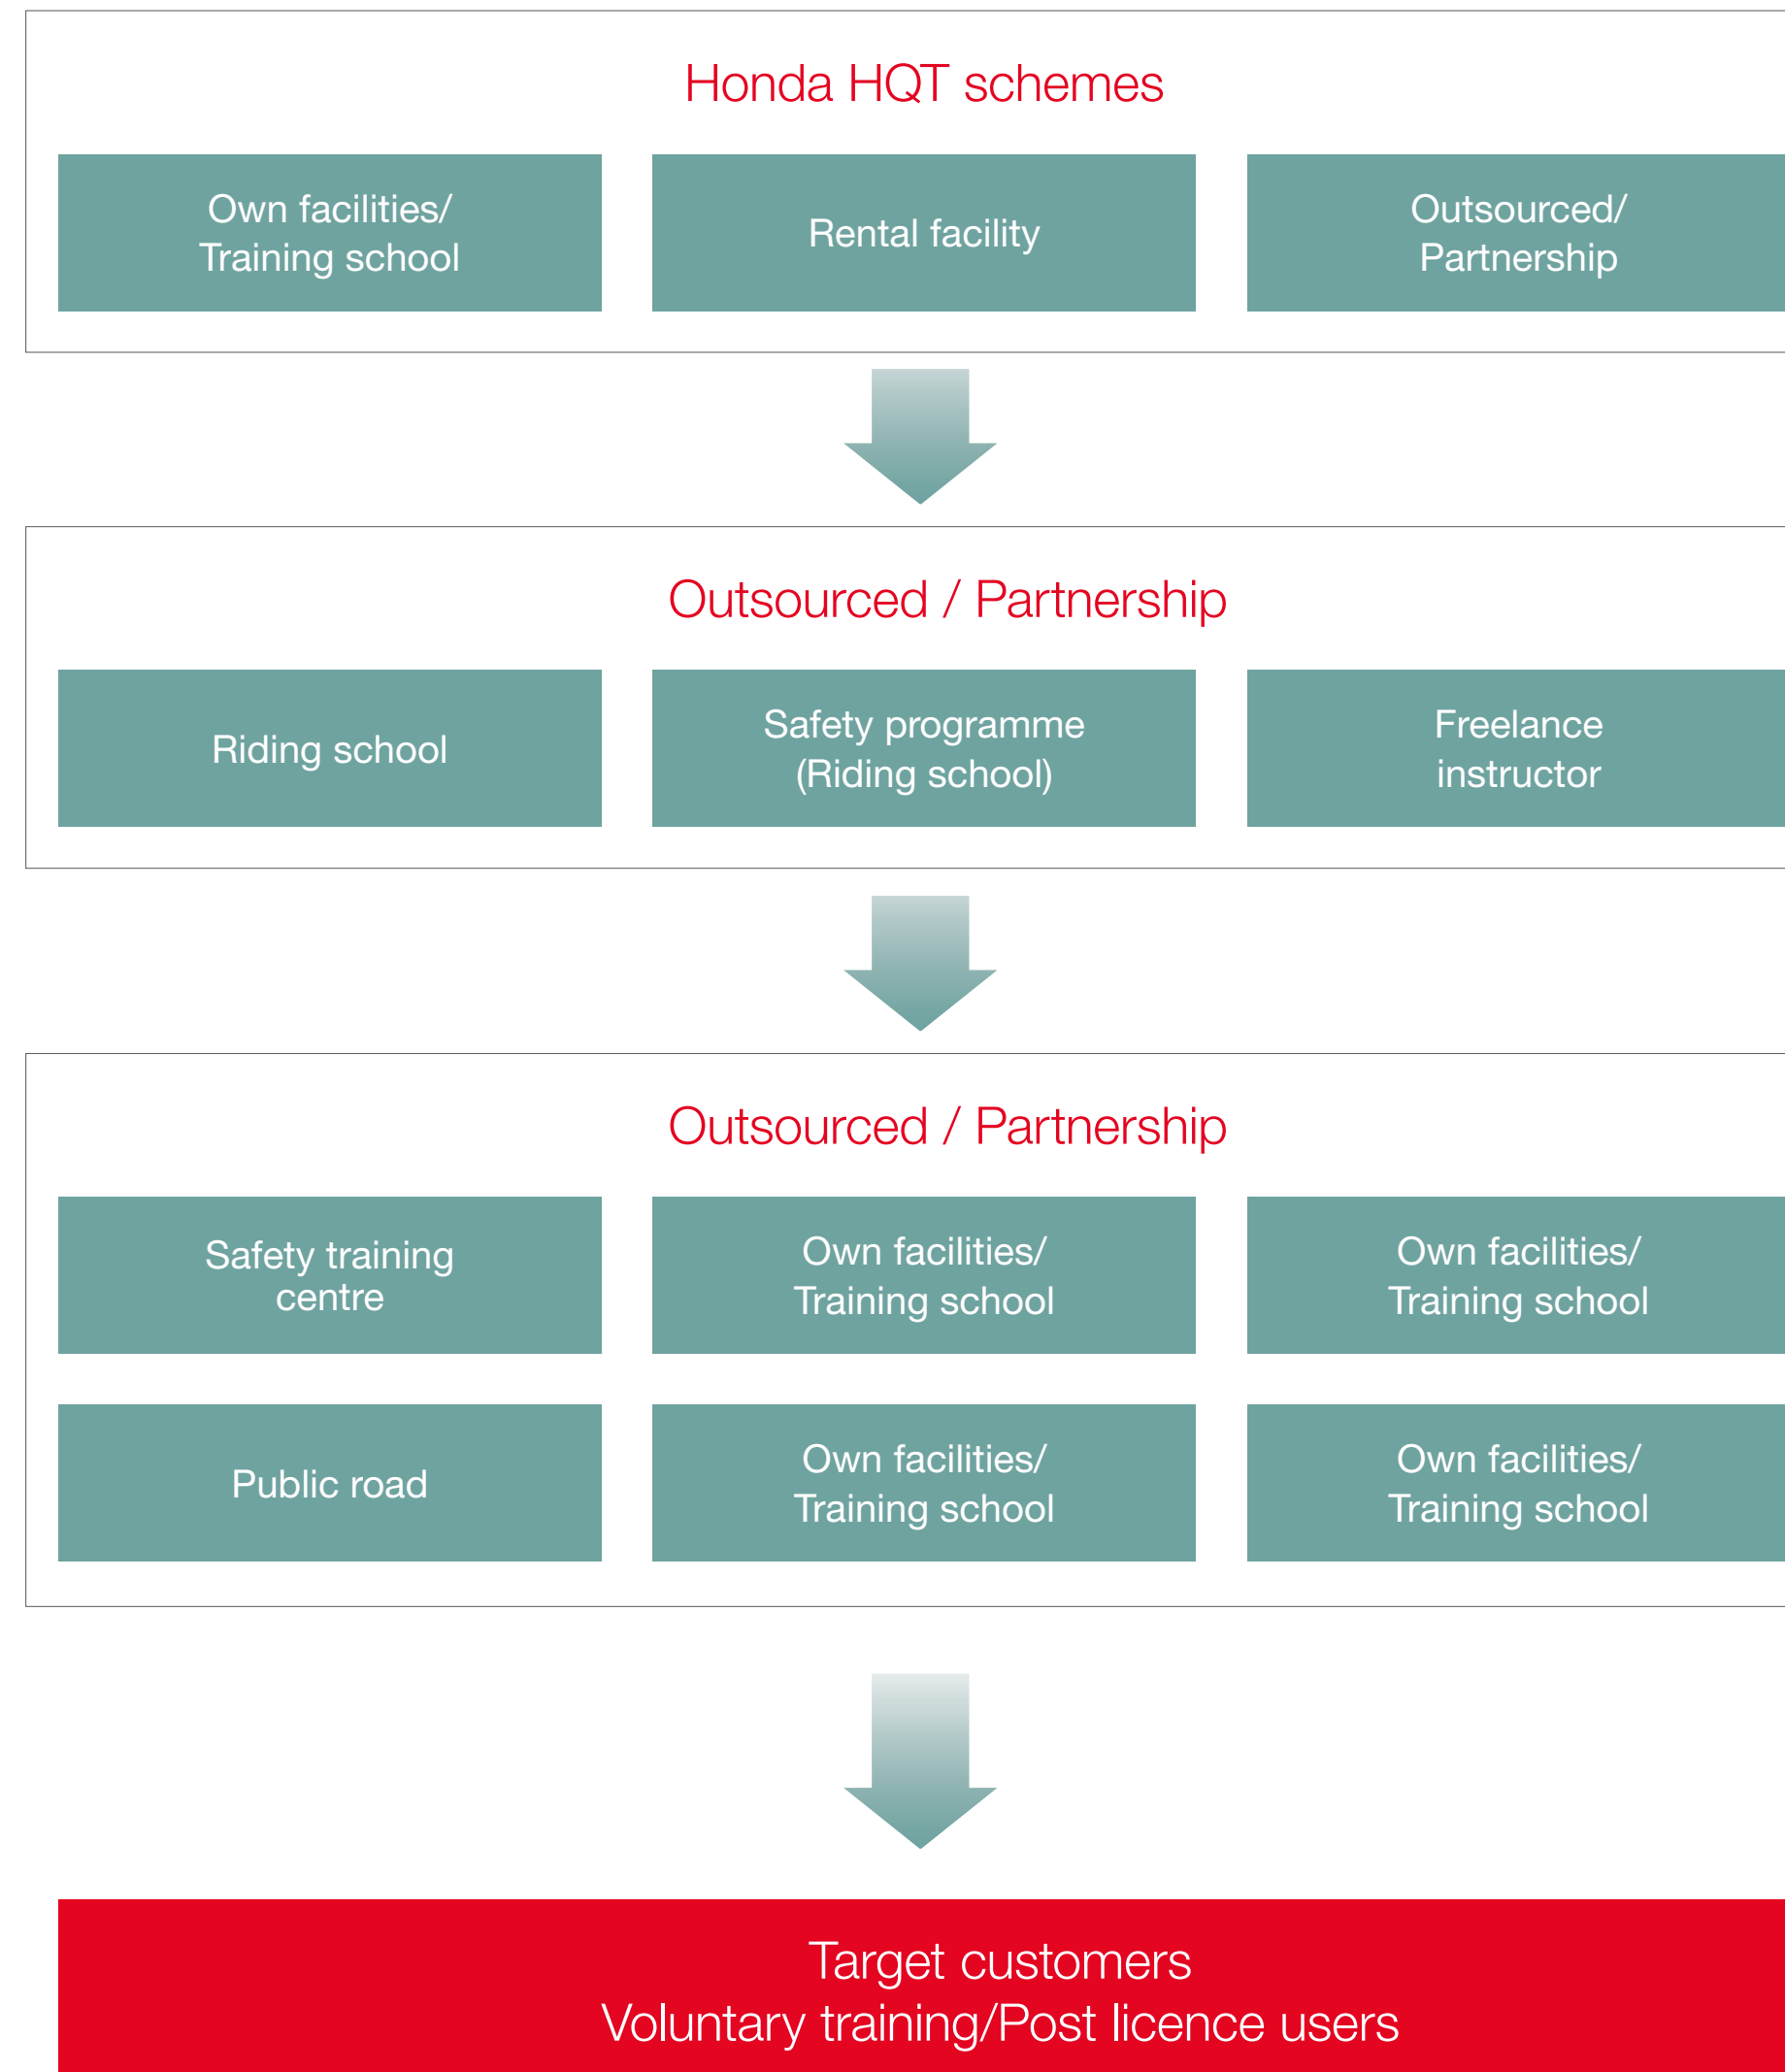 Honda HQT schemes
Own facilities/
Training school
Rental facility
Outsourced/
Partnership
Outsourced / Partnership
Riding school
Safety programme
(Riding school)
Freelance
instructor
Outsourced / Partnership
Safety training
centre
Own facilities/
Training school
Own facilities/
Training school
Public road
Own facilities/
Training school
Own facilities/
Training school
Target customers
Voluntary training/Post licence users